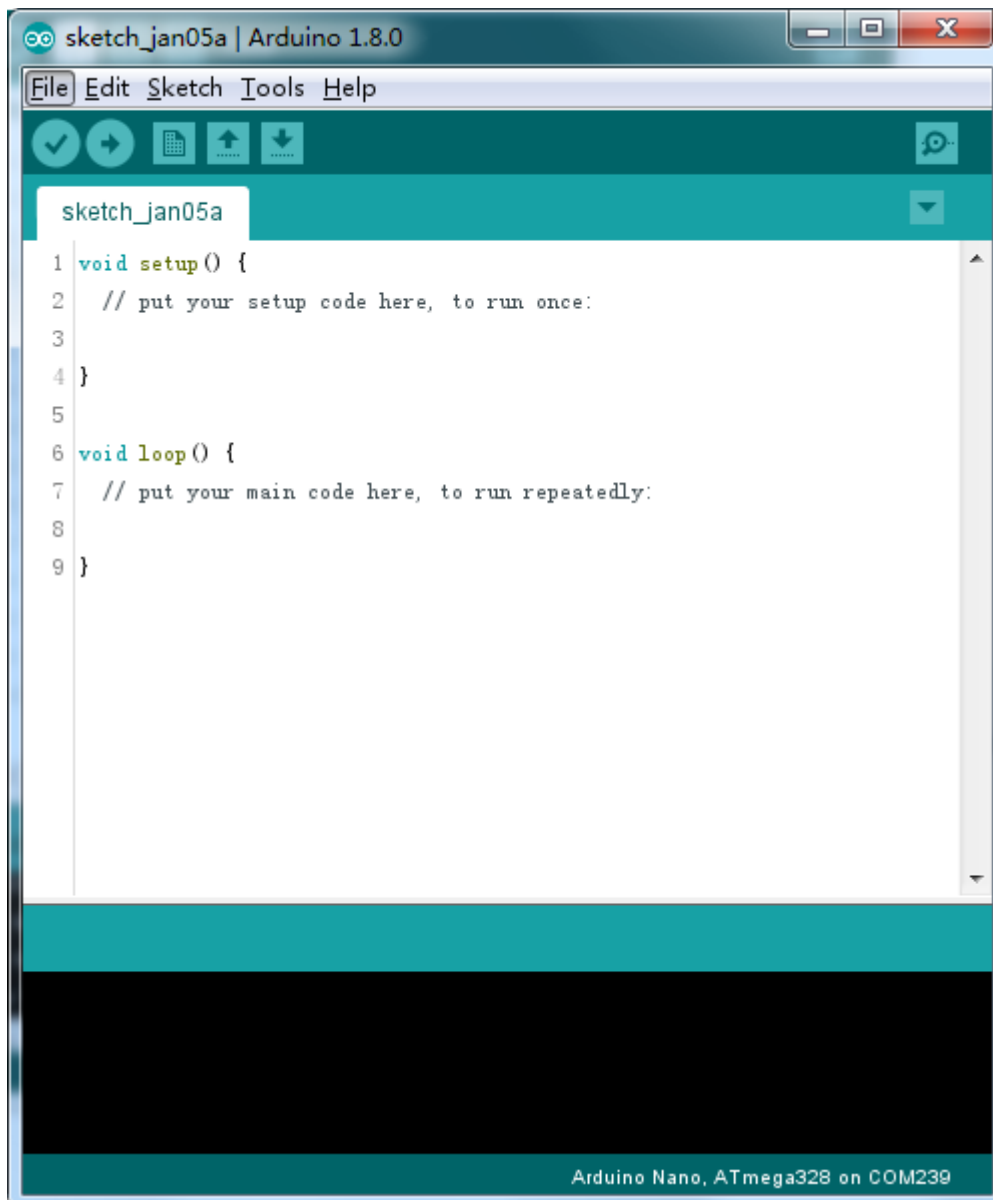 sketch_jan05a | Arduino 1.8.0
File Edit Sketch Tools Help
sketch_jan05a
1 void setup() {
2   // put your setup code here, to run once:
3
4 }
5
6 void loop() {
7   // put your main code here, to run repeatedly:
8
9 }
Arduino Nano, ATmega328 on COM239